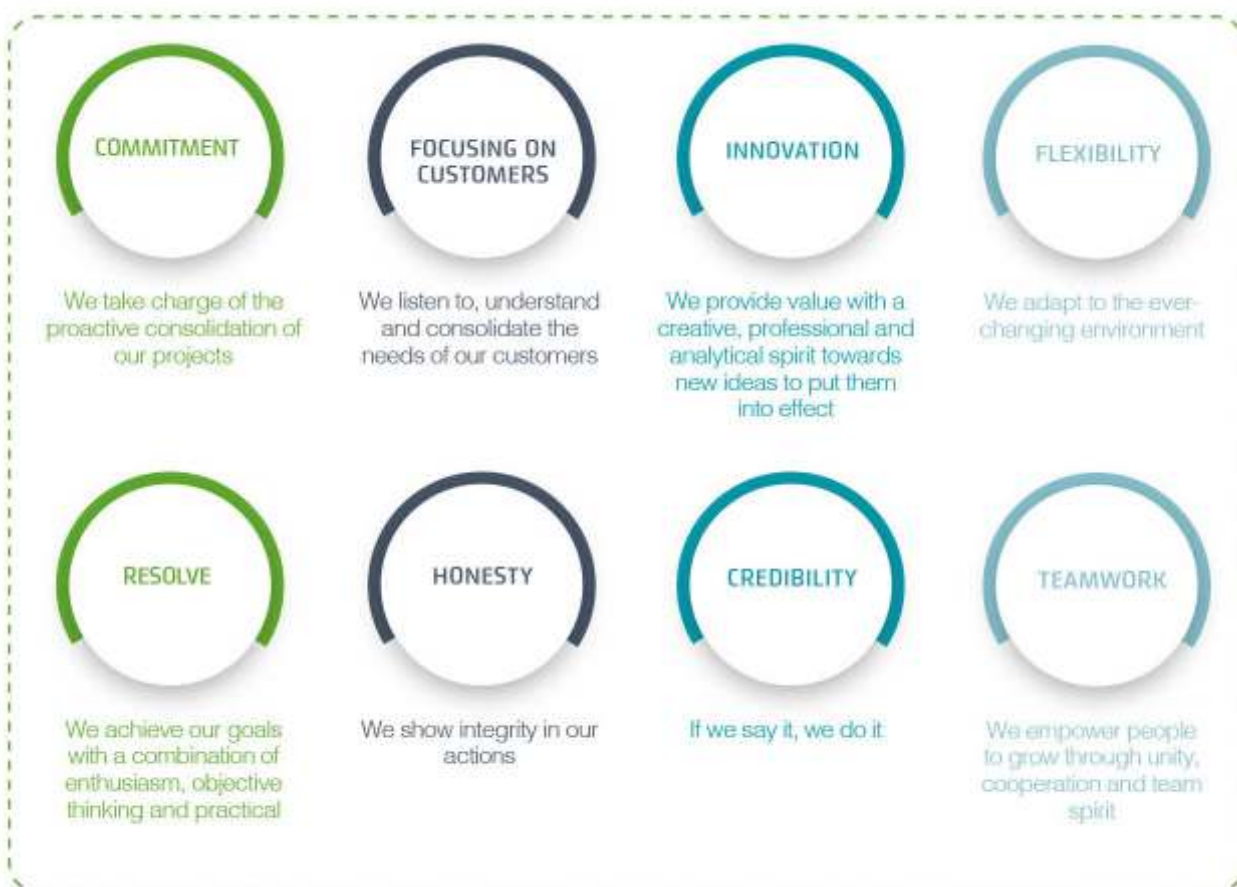 COMMITMENT
We take charge of the
proactive consolidation of
our projects
FOCUSING ON
CUSTOMERS
We listen to, understand
and consolidate the
needs of our customers
INNOVATION
We provide value with a
creative, professional and
analytical spirit towards
new ideas to put them
into effect
FLEXIBILITY
We adapt to the ever-
changing environment
RESOLVE
We achieve our goals
with a combination of
enthusiasm, objective
thinking and practical
HONESTY
We show integrity in our
actions
CREDIBILITY
If we say it, we do it
TEAMWORK
We empower people
to grow through unity,
cooperation and team
spirit